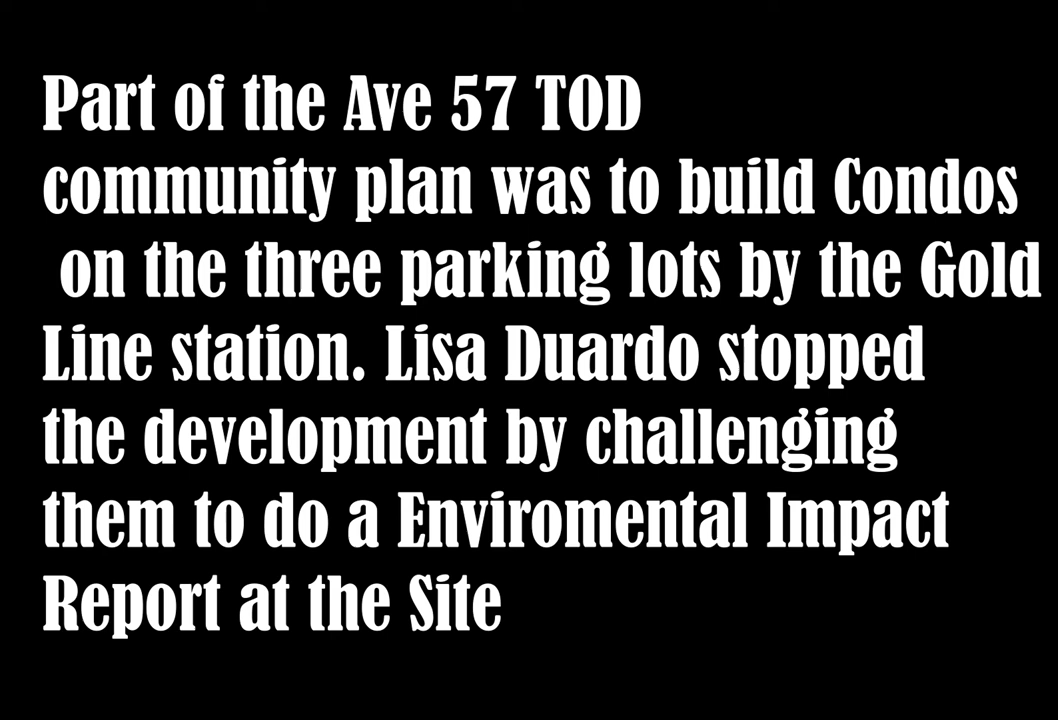 Part of the Ave 57 TOD
community plan was to build Condos
on the three parking lots by the Gold
Line station. Lisa Duardo stopped
the development by challenging
them to do a Enviromental Impact
Report at the Site